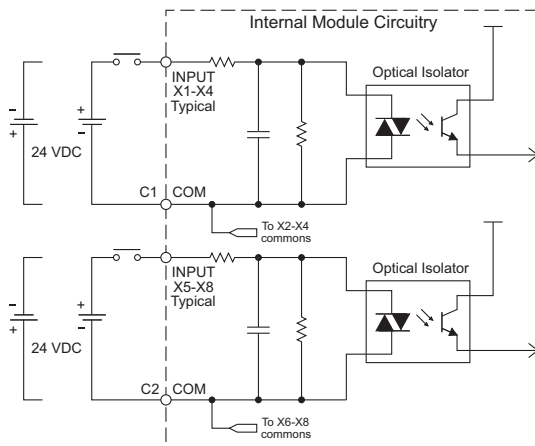 Internal Module Circuitry
INPUT
X1-X4
Typical
Optical Isolator
-
+
+
-
24 VDC
C1
COM
To X2-X4
commons
INPUT
X5-X8
Typical
Optical Isolator
-
+
+
-
24 VDC
C2
COM
To X6-X8
commons